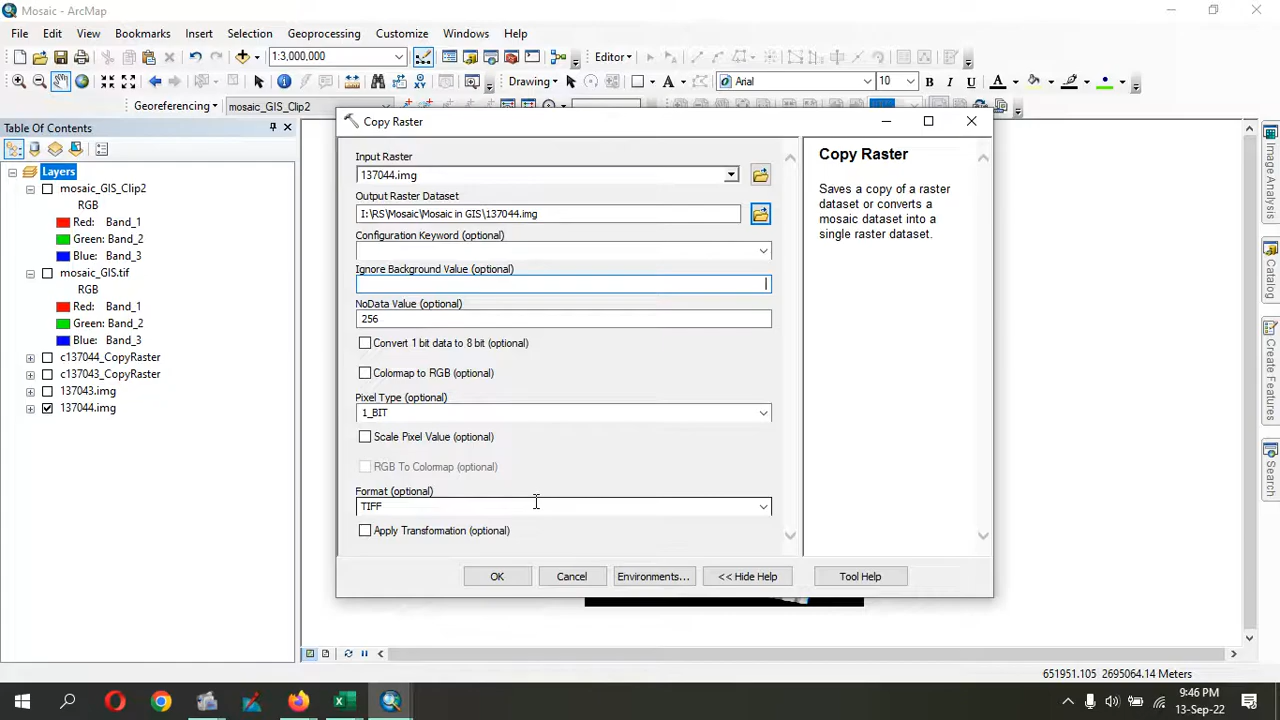 Mosaic - ArcMap
File Edit View Bookmarks Insert Selection Geoprocessing Customize Windows Help
1:3,000,000
Editor
Drawing Arial 10 B I U A
Georeferencing mosaic_GIS_Clip2
Table Of Contents
Layers
mosaic_GIS_Clip2
RGB
Red: Band_1
Green: Band_2
Blue: Band_3
mosaic_GIS.tif
RGB
Red: Band_1
Green: Band_2
Blue: Band_3
c137044_CopyRaster
c137043_CopyRaster
137043.img
137044.img
Copy Raster
Input Raster
137044.img
Output Raster Dataset
I:\RS\Mosaic\Mosaic in GIS\137044.img
Configuration Keyword (optional)
Ignore Background Value (optional)
NoData Value (optional)
256
Convert 1 bit data to 8 bit (optional)
Colormap to RGB (optional)
Pixel Type (optional)
1_BIT
Scale Pixel Value (optional)
RGB To Colormap (optional)
Format (optional)
TIFF
Apply Transformation (optional)
OK Cancel Environments... << Hide Help Tool Help
Copy Raster
Saves a copy of a raster
dataset or converts a
mosaic dataset into a
single raster dataset.
Image Analysis
Catalog
Create Features
Search
651951.105 2695064.14 Meters
9:46 PM
13-Sep-22